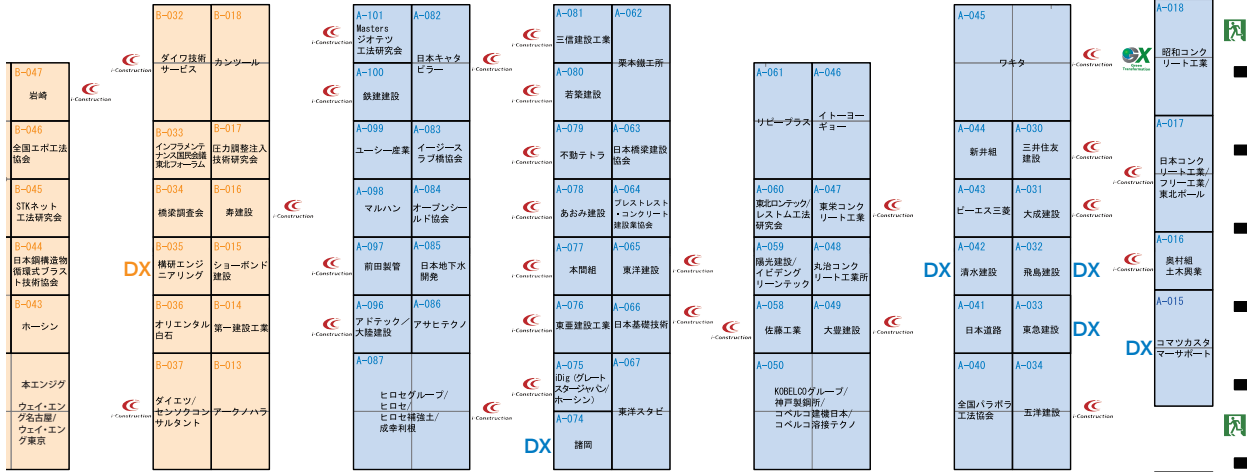 B-047
岩崎
i-Construction
B-046
全国エポ工法
協会
B-045
STKネット
工法研究会
B-044
日本鋼構造物
循環式ブラス
ト技術協会
B-043
ホーシン
本エンジグ
ウェイ・エン
グ名古屋/
ウェイ・エン
グ東京
i-Construction
B-032
ダイワ技術
サービス
B-018
カンツール
B-033
インフラメンテ
ナンス国民会議
東北フォーラム
B-017
圧力調整注入
技術研究会
B-034
橋梁調査会
B-016
寿建設
i-Construction
DX
B-035
構研エンジ
ニアリング
B-015
ショーボンド
建設
B-036
オリエンタル
白石
B-014
第一建設工業
i-Construction
B-037
ダイエツ/
センソクコン
サルタント
B-013
アークノハラ
i-Construction
A-101
Masters
ジオテツ
工法研究会
A-082
日本キャタ
ピラー
i-Construction
i-Construction
A-100
鉄建建設
A-099
ユーシー産業
A-083
イージース
ラブ橋協会
A-098
マルハン
A-084
オープンシー
ルド協会
i-Construction
A-097
前田製管
A-085
日本地下水
開発
i-Construction
A-096
アドテック/
大陸建設
A-086
アサヒテクノ
A-087
ヒロセグループ/
ヒロセ/
ヒロセ補強土/
成幸利根
i-Construction
A-081
三信建設工業
A-062
栗本鐵工所
i-Construction
A-080
若築建設
i-Construction
A-079
不動テトラ
A-063
日本橋梁建設
協会
i-Construction
A-078
あおみ建設
A-064
プレストレスト
・コンクリート
建設業協会
i-Construction
A-077
本間組
A-065
東洋建設
i-Construction
i-Construction
A-076
東亜建設工業
A-066
日本基礎技術
i-Construction
i-Construction
A-075
iDig (グレート
スタージャパン/
ホーシン)
A-067
東洋スタビ
DX
A-074
諸岡
A-061
リピープラス
A-046
イトーヨー
ギョー
A-060
東北ロンテック/
レストム工法
研究会
A-047
東栄コンク
リート工業
i-Construction
A-059
陽光建設/
イビデング
リーンテック
A-048
丸治コンク
リート工業所
i-Construction
A-058
佐藤工業
A-049
大豊建設
i-Construction
A-050
KOBELCOグループ/
神戸製鋼所/
コベルコ建機日本/
コベルコ溶接テクノ
A-045
ワキタ
i-Construction
A-044
新井組
A-030
三井住友
建設
i-Construction
A-043
ピーエス三菱
A-031
大成建設
i-Construction
DX
A-042
清水建設
A-032
飛島建設
DX
A-041
日本道路
A-033
東急建設
DX
A-040
全国パラボラ
工法協会
A-034
五洋建設
i-Construction
GX
Green
Transformation
A-018
昭和コンク
リート工業
i-Construction
A-017
日本コンク
リート工業/
フリー工業/
東北ポール
i-Construction
A-016
奥村組
土木興業
DX
A-015
コマツカスタ
マーサポート